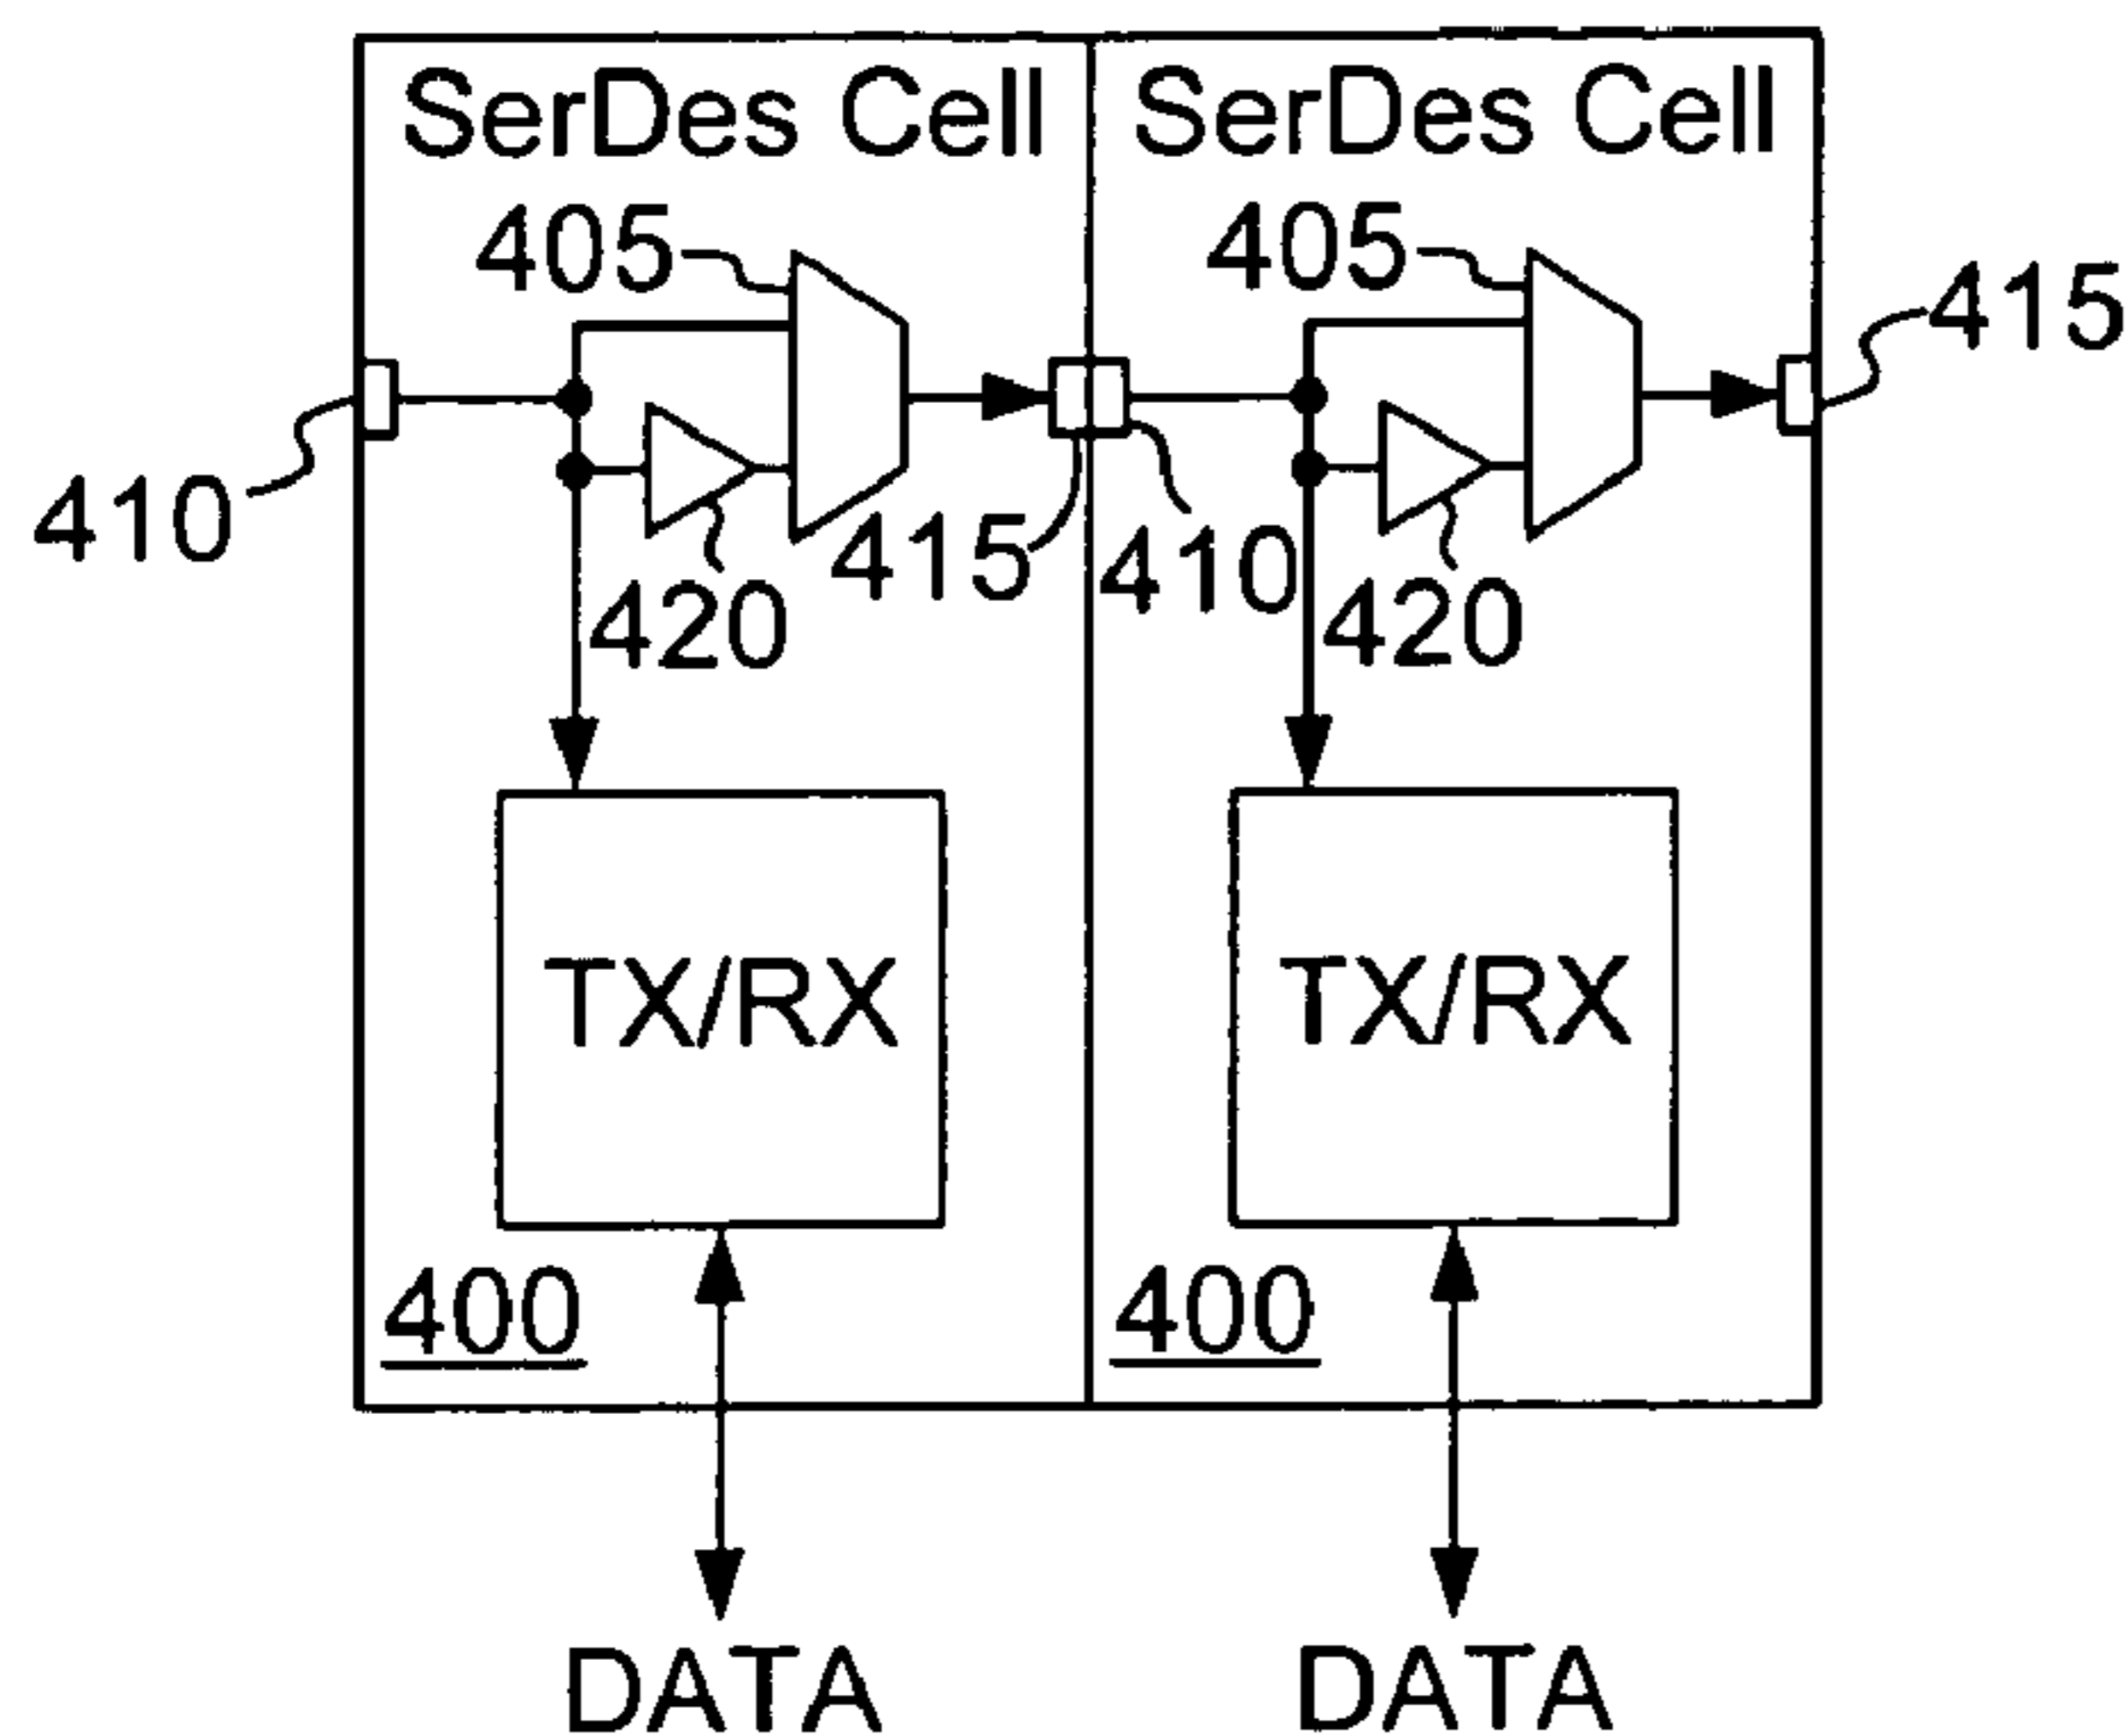 SerDes Cell SerDes Cell
405 405
415
410
415 410
420 420
TX/RX TX/RX
400 400
DATA DATA